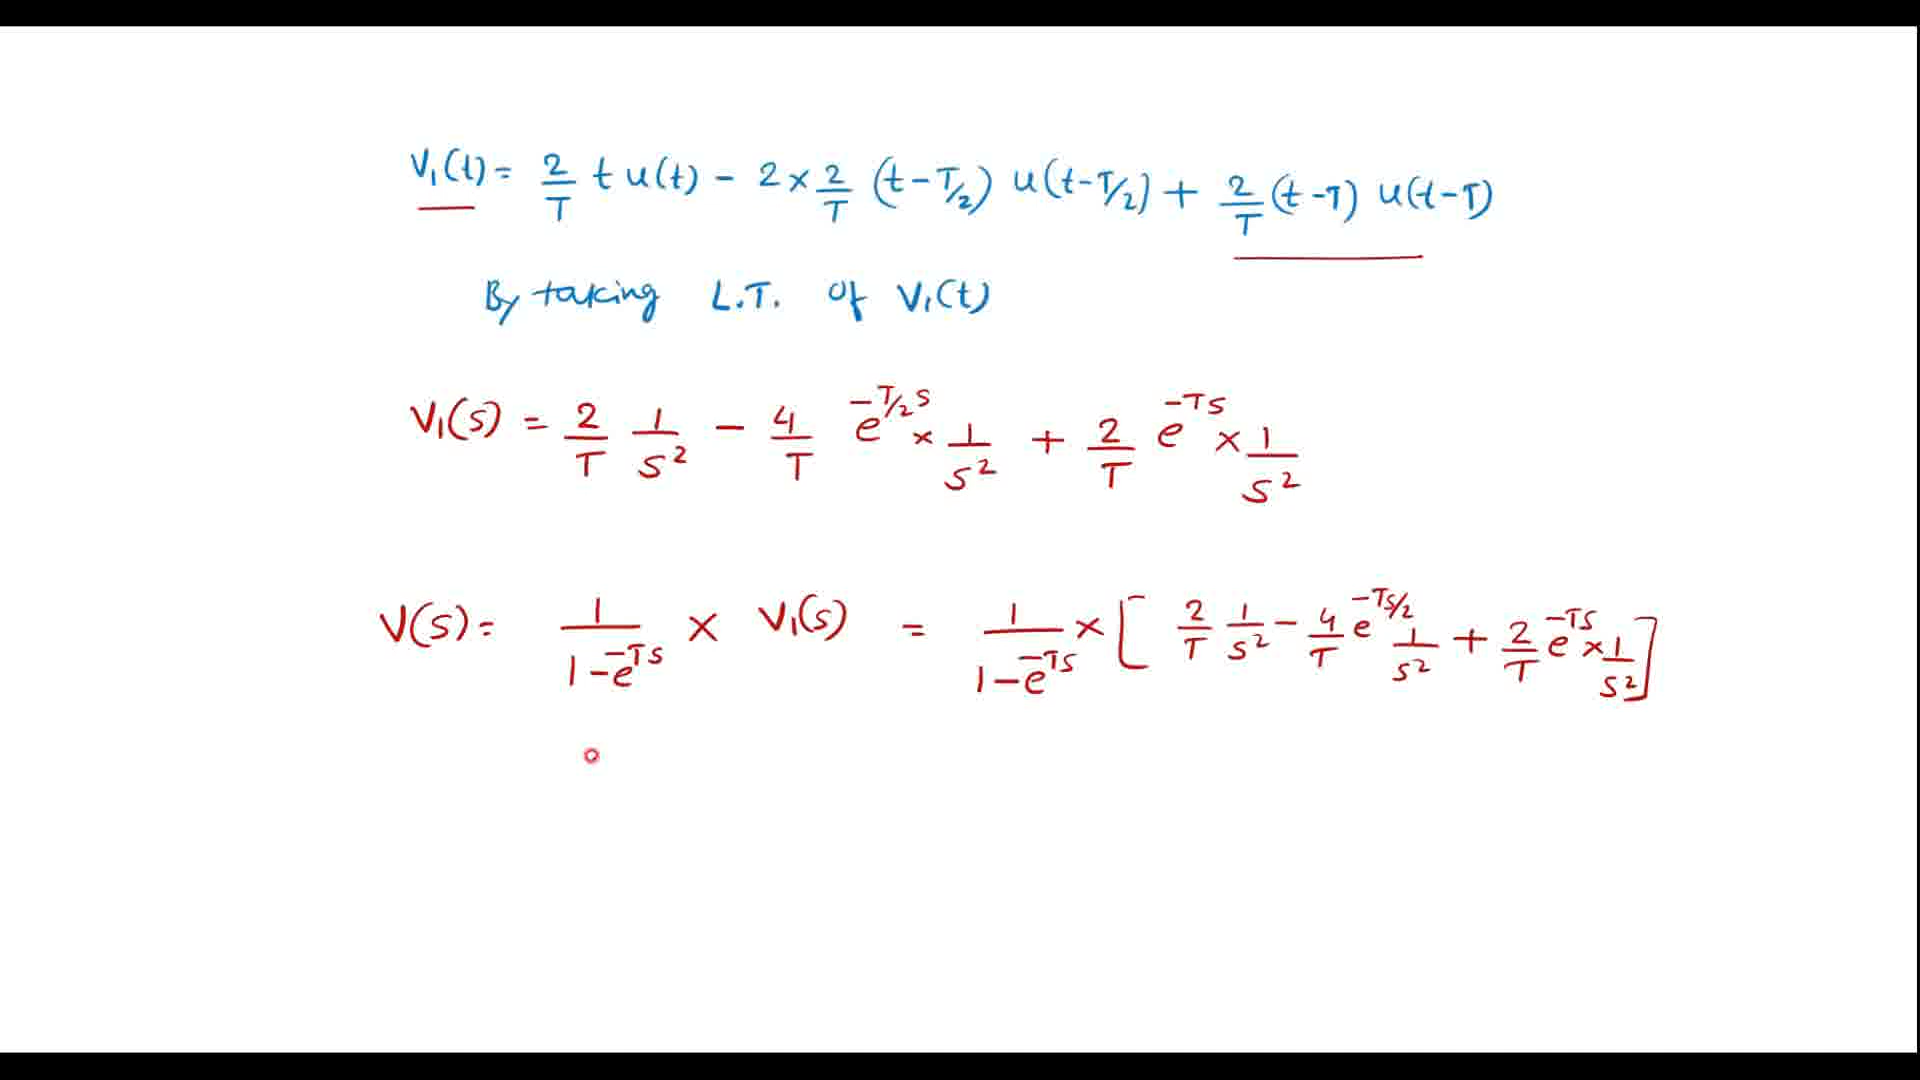 V₁(t) = 2/T t u(t) - 2 × 2/T (t - T/2) u(t - T/2) + 2/T (t - T) u(t - T)
By taking L.T. of V₁(t)
V₁(s) = 2/T 1/s² - 4/T e^(-T/2 s) × 1/s² + 2/T e^(-Ts) × 1/s²
V(s) = 1/(1 - e^(-Ts)) × V₁(s) = 1/(1 - e^(-Ts)) × [2/T 1/s² - 4/T e^(-Ts/2) 1/s² + 2/T e^(-Ts) × 1/s²]